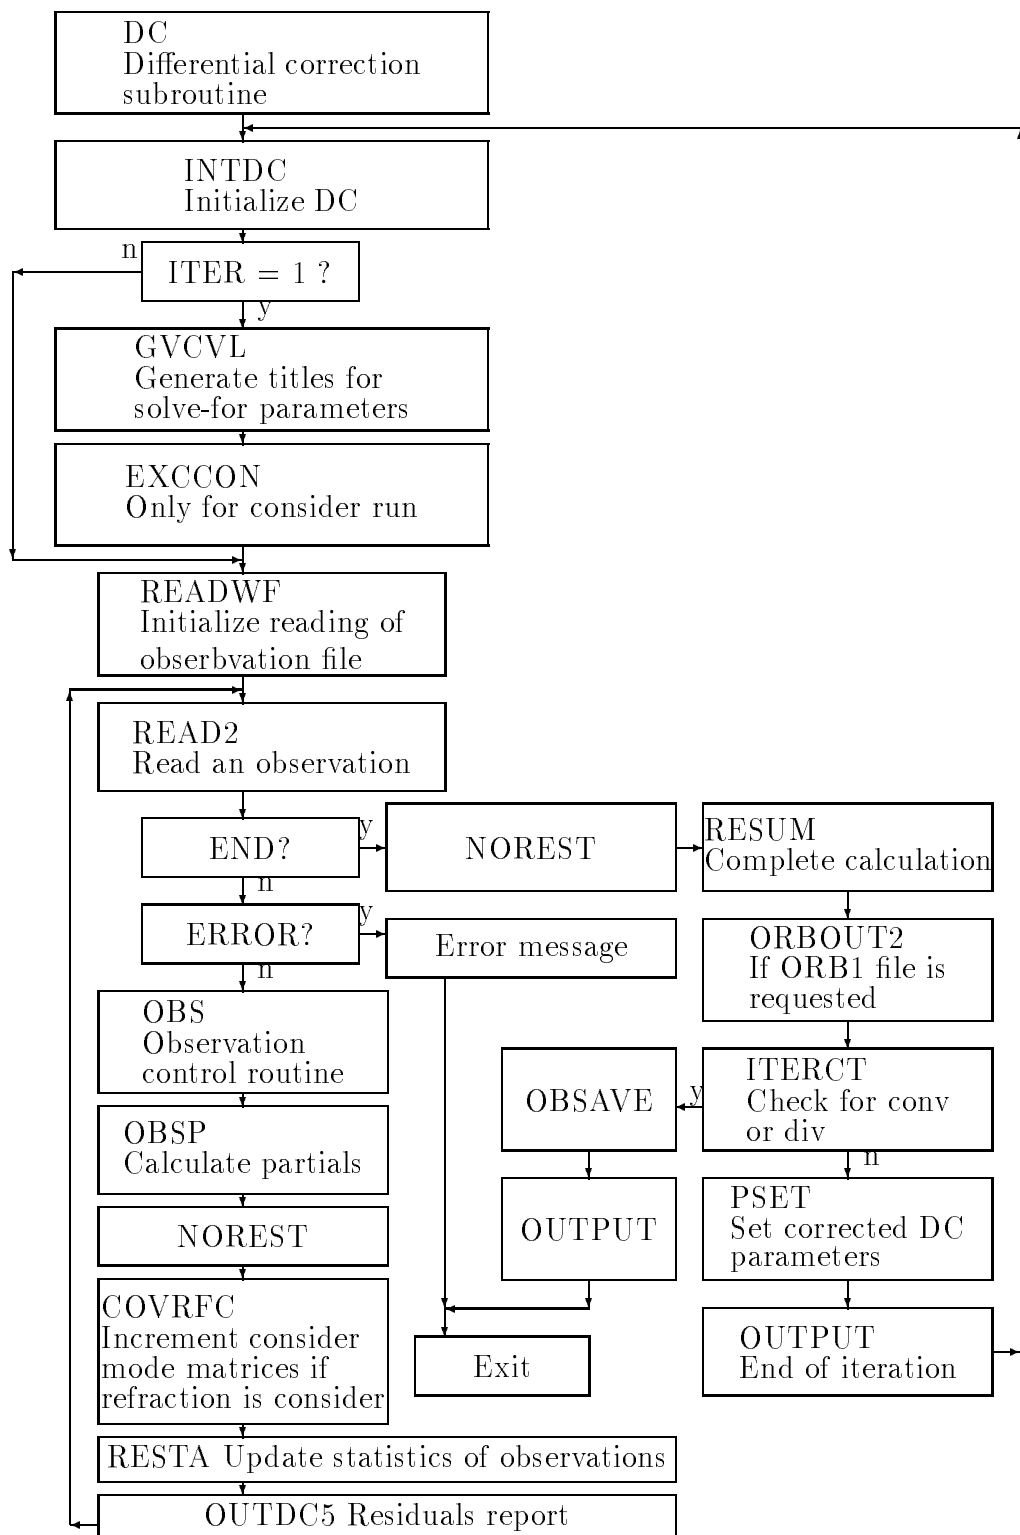 DC
Differential correction
subroutine
INTDC
Initialize DC
n
ITER = 1 ?
y
GVCVL
Generate titles for
solve-for parameters
EXCCON
Only for consider run
READWF
Initialize reading of
obserbvation file
READ2
Read an observation
END?
y
n
NOREST
RESUM
Complete calculation
ERROR?
y
n
Error message
ORBOUT2
If ORB1 file is
requested
OBS
Observation
control routine
OBSAVE
y
ITERCT
Check for conv
or div
n
OBSP
Calculate partials
OUTPUT
PSET
Set corrected DC
parameters
NOREST
COVRFC
Increment consider
mode matrices if
refraction is consider
Exit
OUTPUT
End of iteration
RESTA Update statistics of observations
OUTDC5 Residuals report